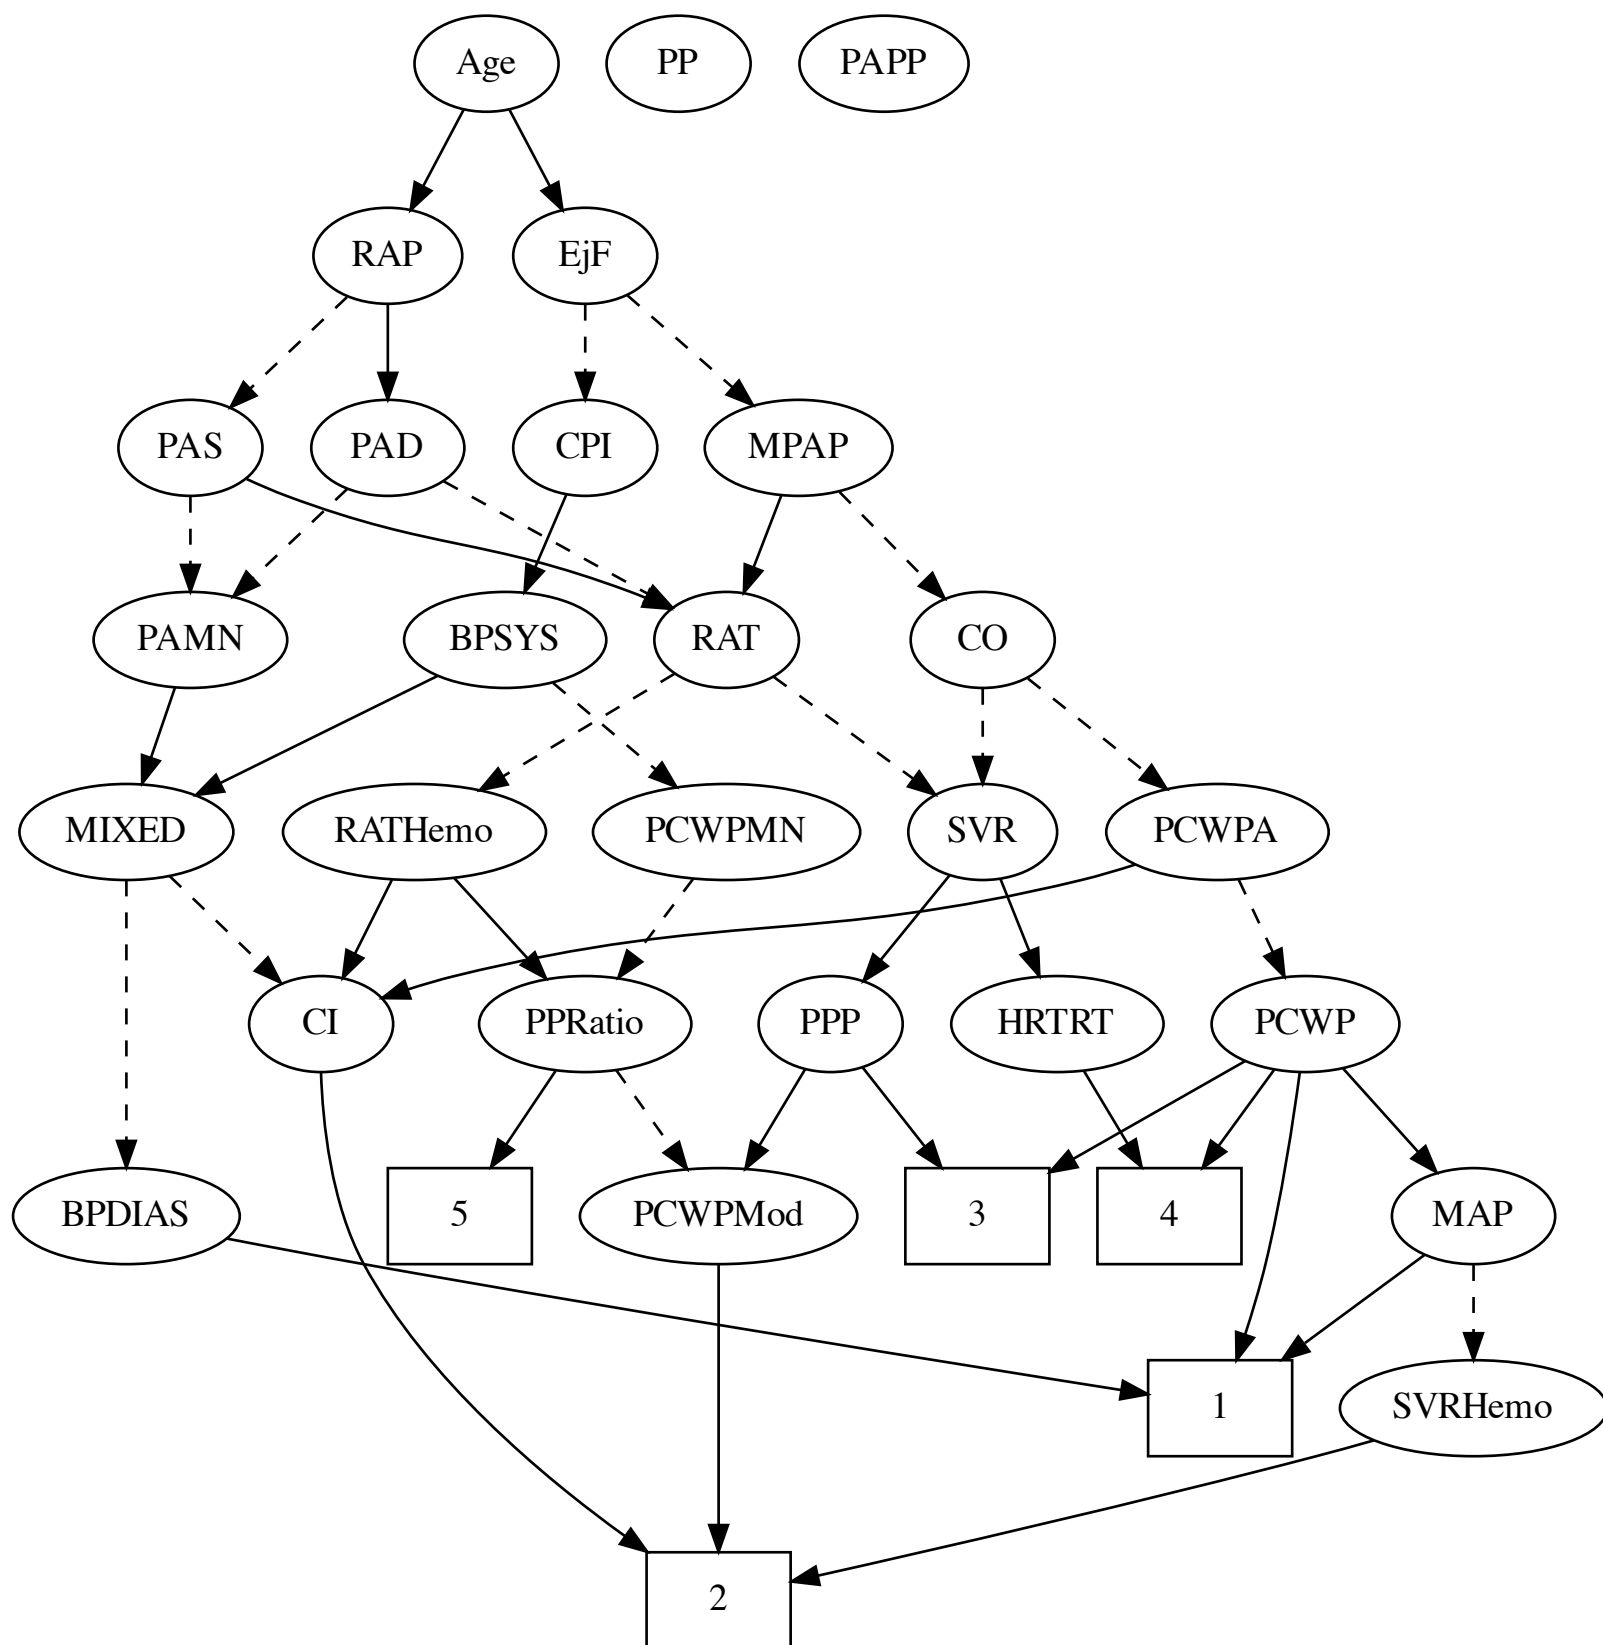 Age PP PAPP
RAP EjF
PAS PAD CPI MPAP
PAMN BPSYS RAT CO
MIXED RATHemo PCWPMN SVR PCWPA
CI PPRatio PPP HRTRT PCWP
BPDIAS 5 PCWPMod 3 4 MAP
1 SVRHemo
2